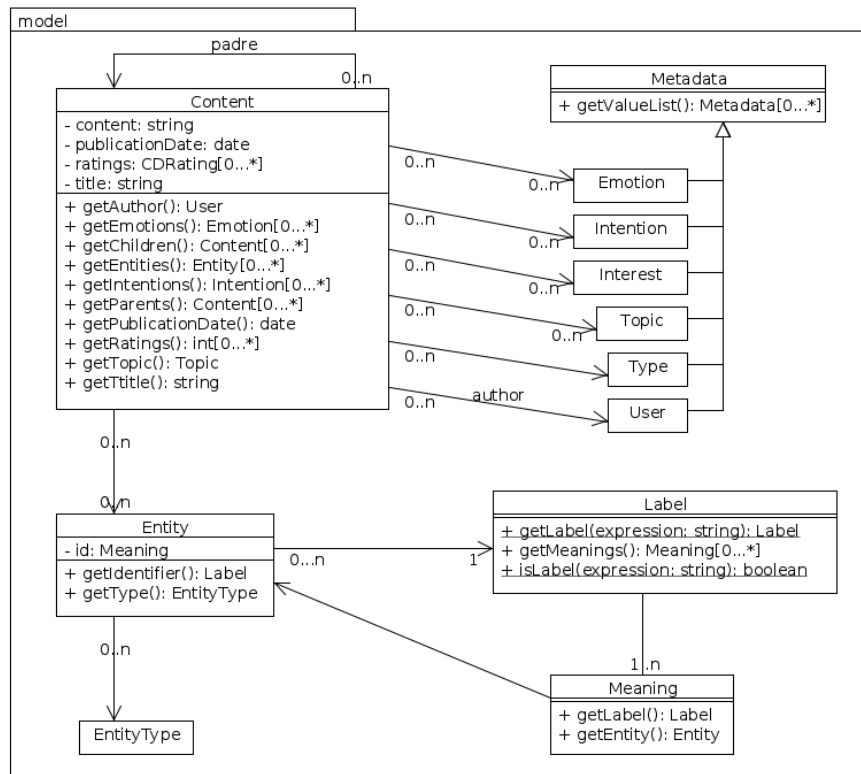 model
padre
0..n
Content
- content: string
- publicationDate: date
- ratings: CDRating[0...*]
- title: string
+ getAuthor(): User
+ getEmotions(): Emotion[0...*]
+ getChildren(): Content[0...*]
+ getEntities(): Entity[0...*]
+ getIntentions(): Intention[0...*]
+ getParents(): Content[0...*]
+ getPublicationDate(): date
+ getRatings(): int[0...*]
+ getTopic(): Topic
+ getTtitle(): string
Metadata
+ getValueList(): Metadata[0...*]
0..n
0..n
Emotion
0..n
0..n
Intention
0..n
0..n
Interest
0..n
0..n
Topic
0..n
Type
0..n
author
User
0..n
0..n
Entity
- id: Meaning
+ getIdentifier(): Label
+ getType(): EntityType
0...n
1
Label
+ getLabel(expression: string): Label
+ getMeanings(): Meaning[0...*]
+ isLabel(expression: string): boolean
0..n
EntityType
1..n
Meaning
+ getLabel(): Label
+ getEntity(): Entity